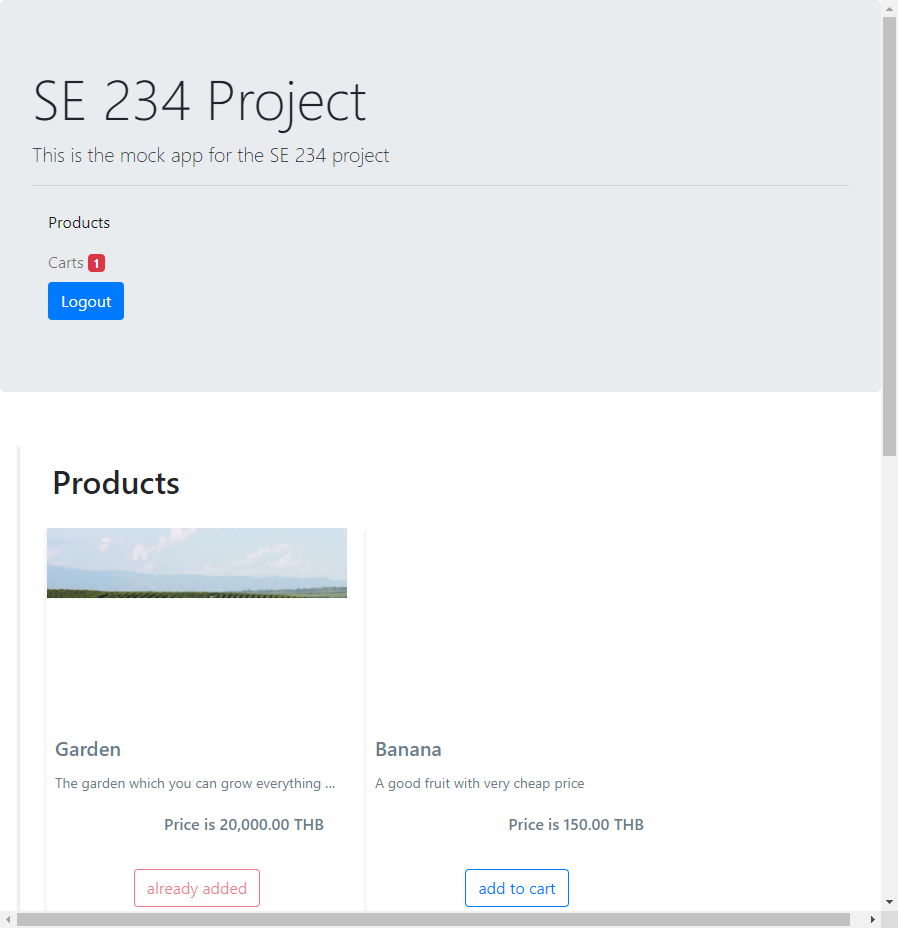 SE 234 Project
This is the mock app for the SE 234 project
Products
Carts 1
Logout
Products
Garden
The garden which you can grow everything ...
Price is 20,000.00 THB
already added
Banana
A good fruit with very cheap price
Price is 150.00 THB
add to cart